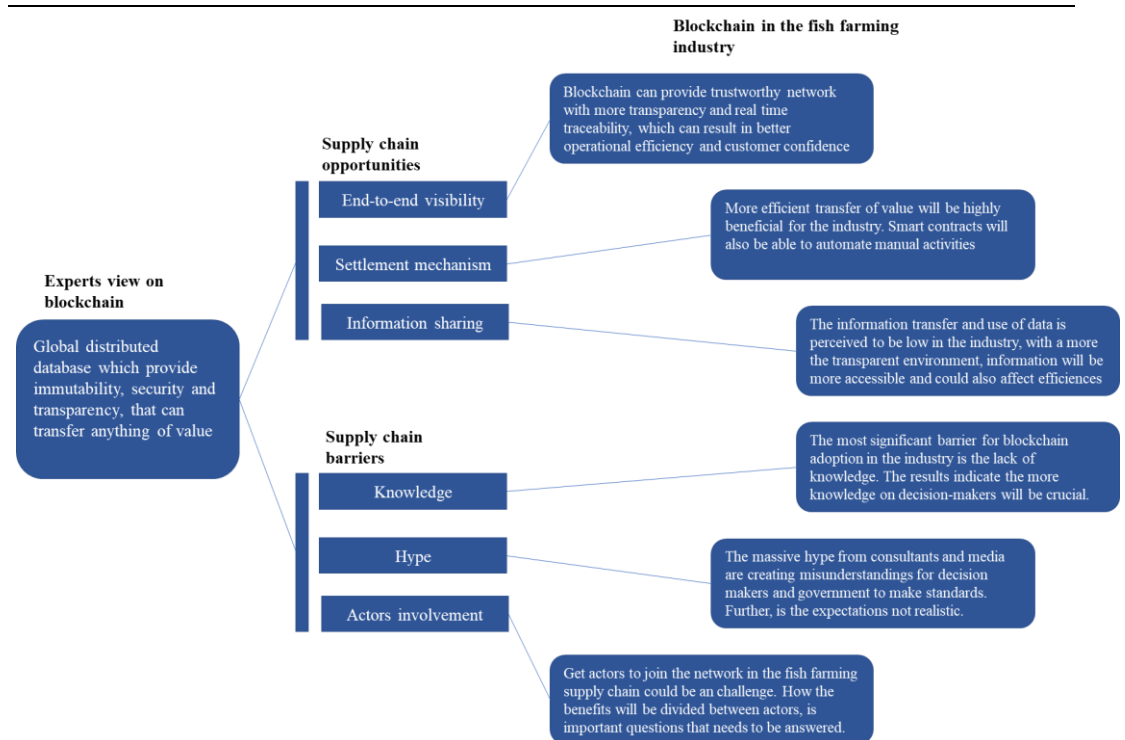 Blockchain in the fish farming
industry
Blockchain can provide trustworthy network
with more transparency and real time
traceability, which can result in better
operational efficiency and customer confidence
Supply chain
opportunities
End-to-end visibility
More efficient transfer of value will be highly
beneficial for the industry. Smart contracts will
also be able to automate manual activities
Settlement mechanism
Experts view on
blockchain
Information sharing
The information transfer and use of data is
perceived to be low in the industry, with a more
the transparent environment, information will be
more accessible and could also affect efficiences
Global distributed
database which provide
immutability, security and
transparency, that can
transfer anything of value
Supply chain
barriers
The most significant barrier for blockchain
adoption in the industry is the lack of
knowledge. The results indicate the more
knowledge on decision-makers will be crucial.
Knowledge
Hype
The massive hype from consultants and media
are creating misunderstandings for decision
makers and government to make standards.
Further, is the expectations not realistic.
Actors involvement
Get actors to join the network in the fish farming
supply chain could be an challenge. How the
benefits will be divided between actors, is
important questions that needs to be answered.